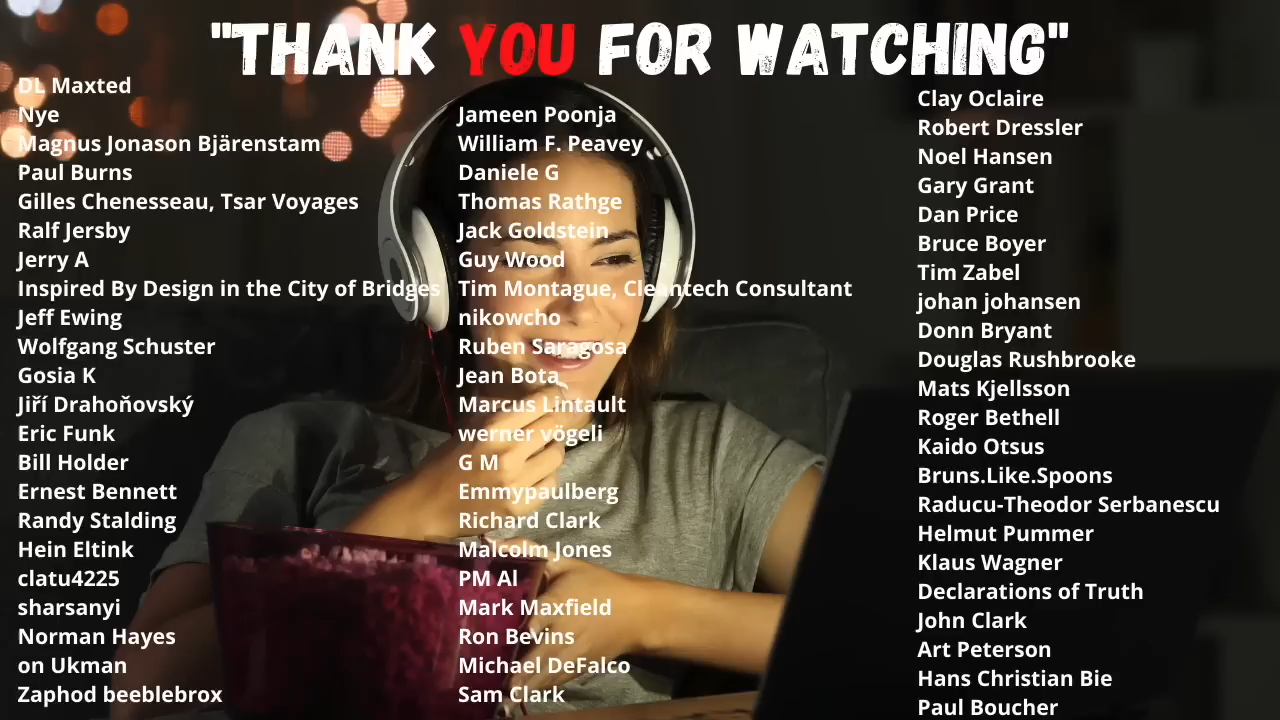 "THANK YOU FOR WATCHING"
DL Maxted
Nye
Magnus Jonason Bjärenstam
Paul Burns
Gilles Chenesseau, Tsar Voyages
Ralf Jersby
Jerry A
Inspired By Design in the City of Bridges
Jeff Ewing
Wolfgang Schuster
Gosia K
Jiří Drahoňovský
Eric Funk
Bill Holder
Ernest Bennett
Randy Stalding
Hein Eltink
clatu4225
sharsanyi
Norman Hayes
on Ukman
Zaphod beeblebrox
Jameen Poonja
William F. Peavey
Daniele G
Thomas Rathge
Jack Goldstein
Guy Wood
Tim Montague, Cleantech Consultant
nikowcho
Ruben Saragosa
Jean Bota
Marcus Lintault
werner vögeli
G M
Emmypaulberg
Richard Clark
Malcolm Jones
PM Al
Mark Maxfield
Ron Bevins
Michael DeFalco
Sam Clark
Clay Oclaire
Robert Dressler
Noel Hansen
Gary Grant
Dan Price
Bruce Boyer
Tim Zabel
johan johansen
Donn Bryant
Douglas Rushbrooke
Mats Kjellsson
Roger Bethell
Kaido Otsus
Bruns.Like.Spoons
Raducu-Theodor Serbanescu
Helmut Pummer
Klaus Wagner
Declarations of Truth
John Clark
Art Peterson
Hans Christian Bie
Paul Boucher